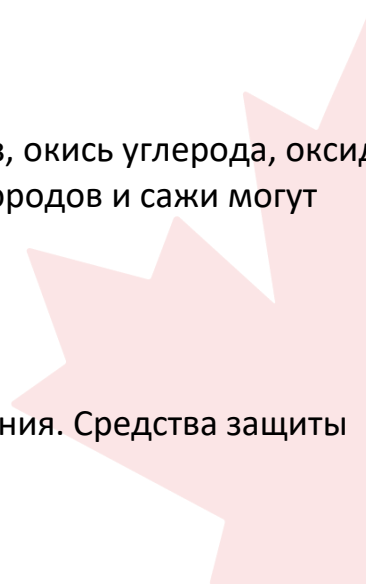 , окись углерода, оксид
ородов и сажи могут
ния. Средства защиты